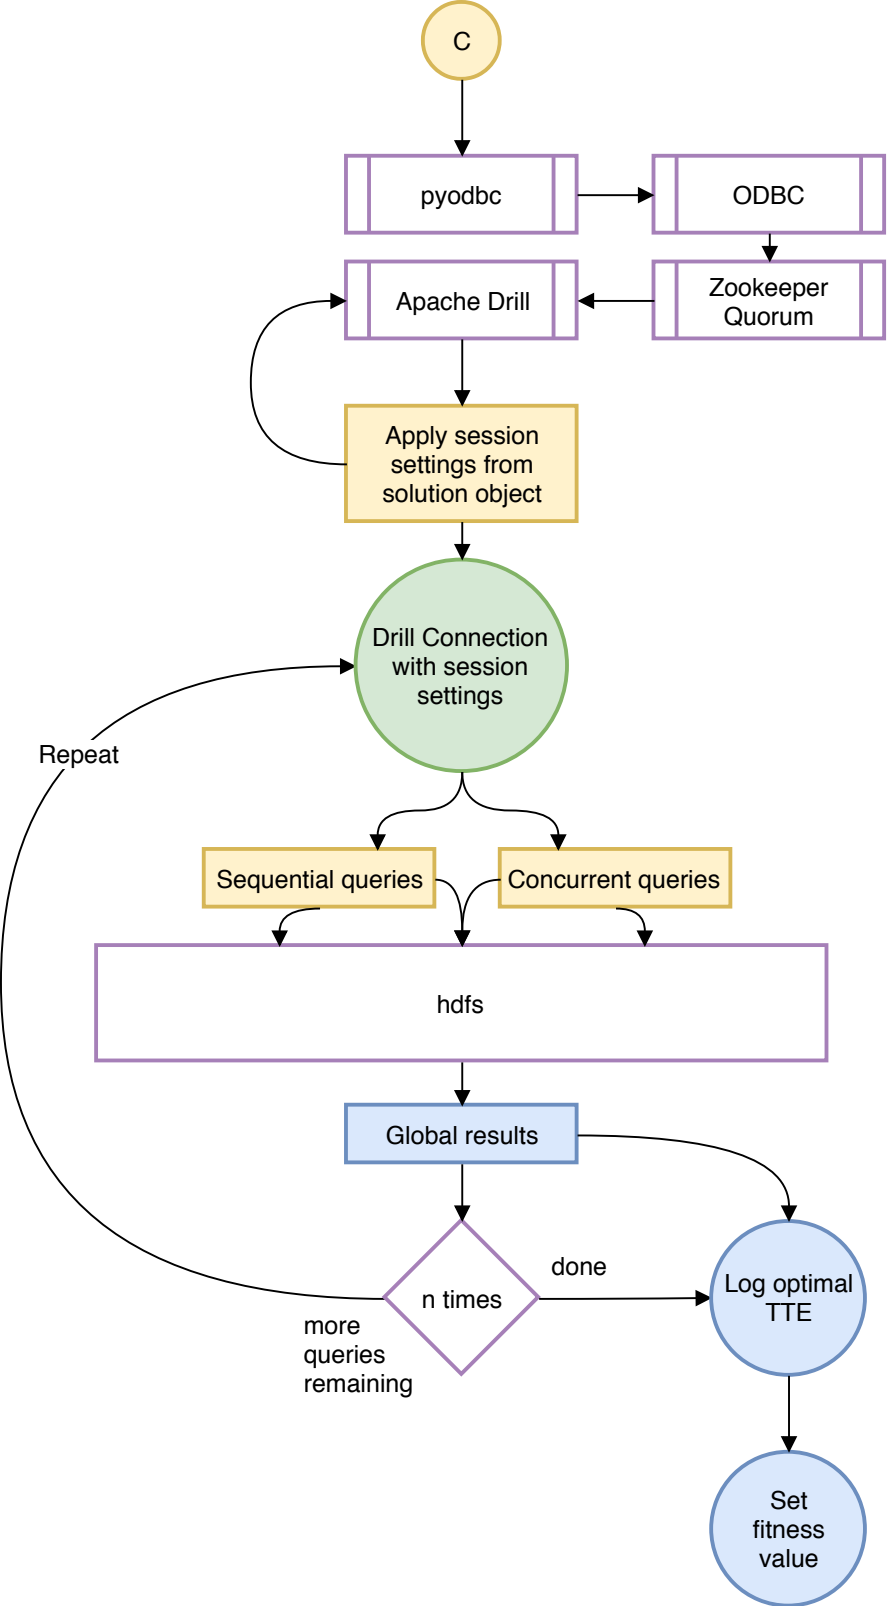 C
pyodbc
ODBC
Apache Drill
Zookeeper
Quorum
Apply session
settings from
solution object
Drill Connection
with session
settings
Repeat
Sequential queries
Concurrent queries
hdfs
Global results
done
n times
Log optimal
TTE
more
queries
remaining
Set
fitness
value